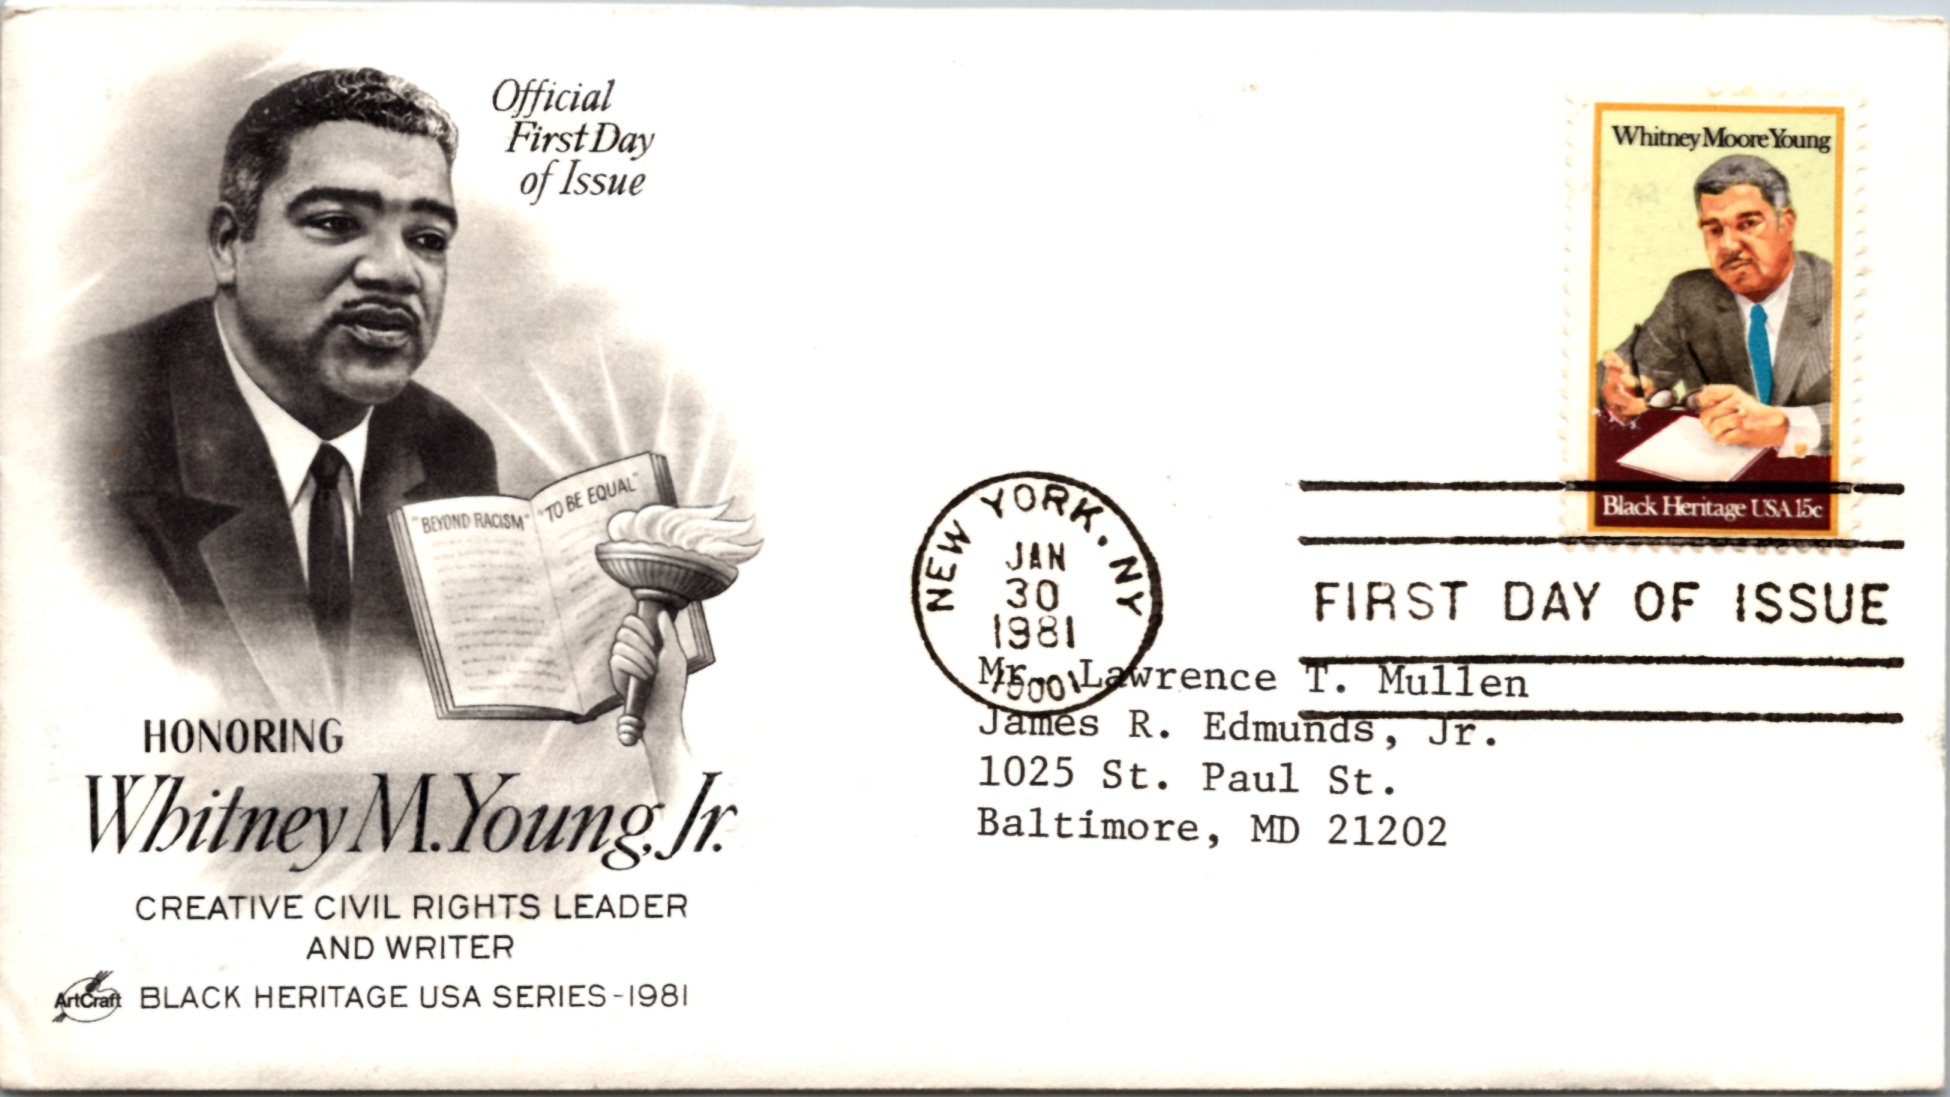 Official
First Day
of Issue
Whitney Moore Young
Black Heritage USA 15c
"BEYOND RACISM"
"TO BE EQUAL"
NEW YORK, NY
JAN
30
1981
10001
FIRST DAY OF ISSUE
Mr. Lawrence T. Mullen
James R. Edmunds, Jr.
1025 St. Paul St.
Baltimore, MD 21202
HONORING
Whitney M. Young, Jr.
CREATIVE CIVIL RIGHTS LEADER
AND WRITER
ArtCraft
BLACK HERITAGE USA SERIES-1981